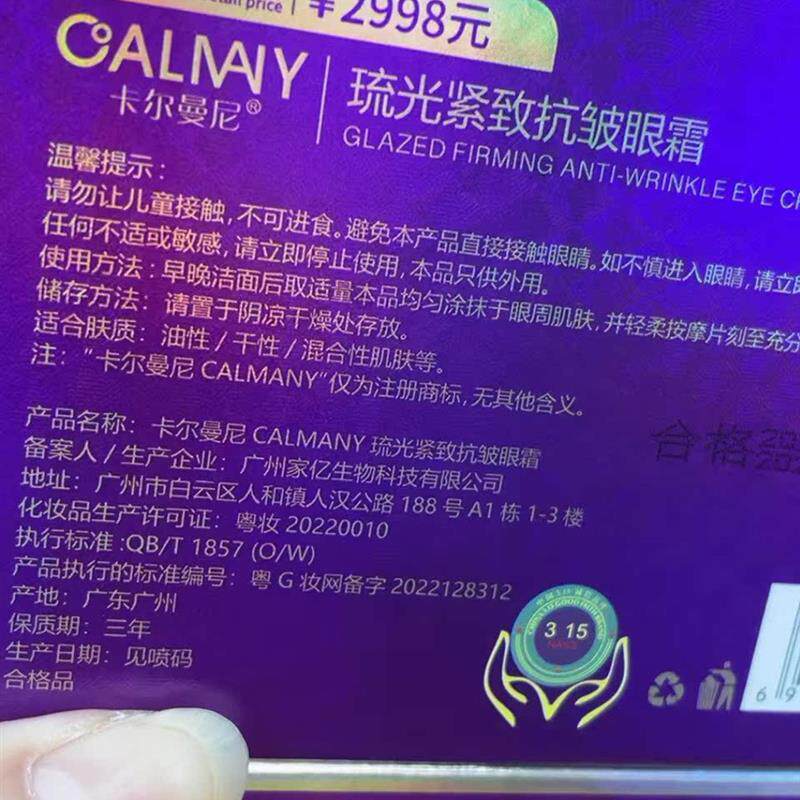 retail price ￥2998元
CALMANY
卡尔曼尼®
琉光紧致抗皱眼霜
GLAZED FIRMING ANTI-WRINKLE EYE
温馨提示：
请勿让儿童接触，不可进食。避免本产品直接接触眼睛。如不慎进入眼睛，请立
任何不适或敏感，请立即停止使用，本品只供外用。
使用方法：早晚洁面后取适量本品均匀涂抹于眼周肌肤，并轻柔按摩片刻至充分
储存方法：请置于阴凉干燥处存放。
适合肤质：油性/干性/混合性肌肤等。
注：“卡尔曼尼 CALMANY”仅为注册商标，无其他含义。
产品名称：卡尔曼尼 CALMANY 琉光紧致抗皱眼霜
备案人/生产企业：广州家亿生物科技有限公司
地址：广州市白云区人和镇人汉公路 188 号 A1 栋 1-3 楼
化妆品生产许可证：粤妆 20220010
执行标准:QB/T 1857 (O/W)
产品执行的标准编号：粤 G 妆网备字 2022128312
产地：广东广州
保质期：三年
生产日期：见喷码
合格品
合格
3 15
6 9